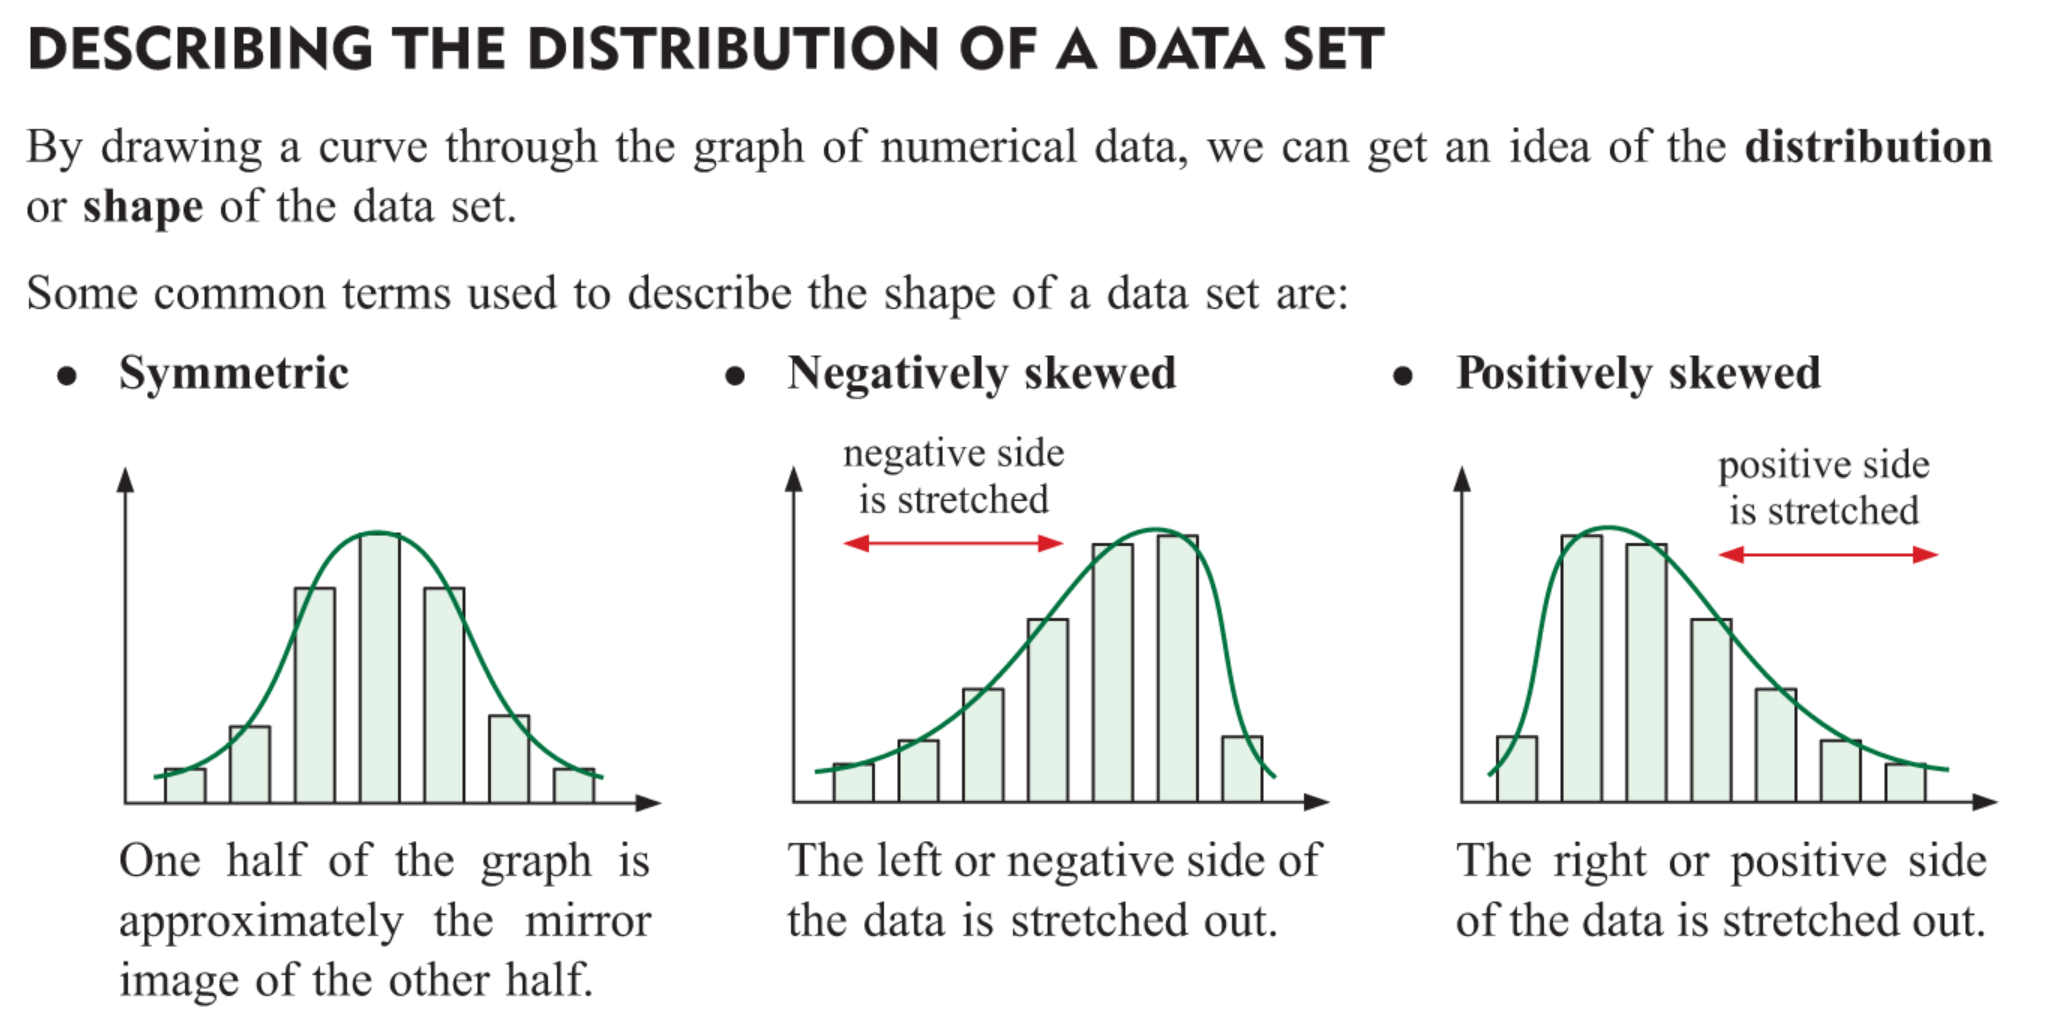 DESCRIBING THE DISTRIBUTION OF A DATA SET
By drawing a curve through the graph of numerical data, we can get an idea of the distribution
or shape of the data set.
Some common terms used to describe the shape of a data set are:
• Symmetric
• Negatively skewed
• Positively skewed
negative side
is stretched
positive side
is stretched
One half of the graph is
approximately the mirror
image of the other half.
The left or negative side of
the data is stretched out.
The right or positive side
of the data is stretched out.